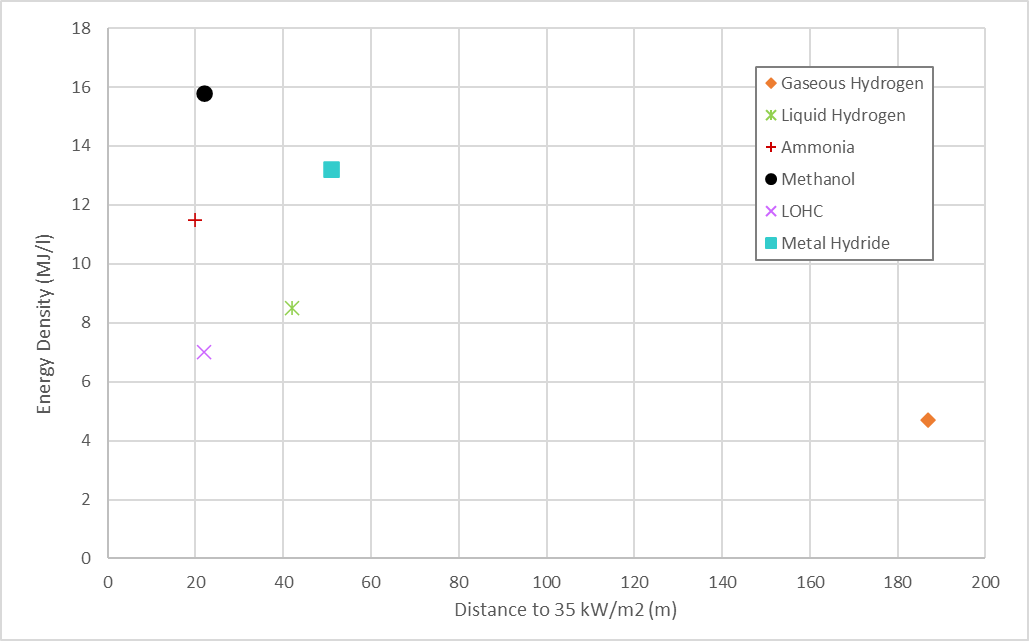 18
16
14
12
10
8
6
4
2
0
Energy Density (MJ/l)
0 20 40 60 80 100 120 140 160 180 200
Distance to 35 kW/m2 (m)
Gaseous Hydrogen
Liquid Hydrogen
Ammonia
Methanol
LOHC
Metal Hydride